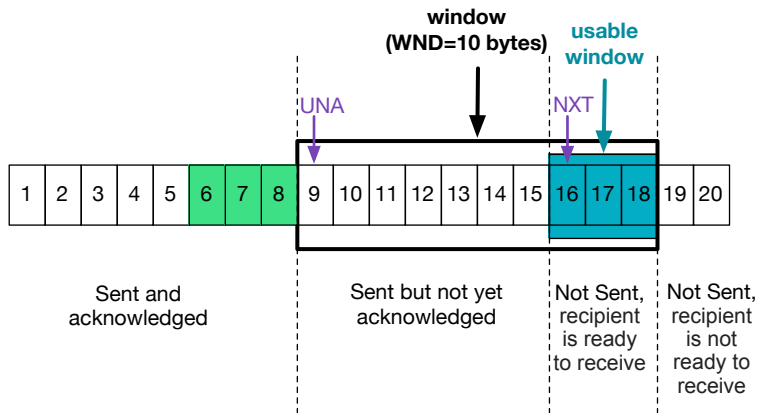 window
(WND=10 bytes)
usable
window
UNA
NXT
1 2 3 4 5 6 7 8 9 10 11 12 13 14 15 16 17 18 19 20
Sent and
acknowledged
Sent but not yet
acknowledged
Not Sent,
recipient
is ready
to receive
Not Sent,
recipient
is not
ready to
receive